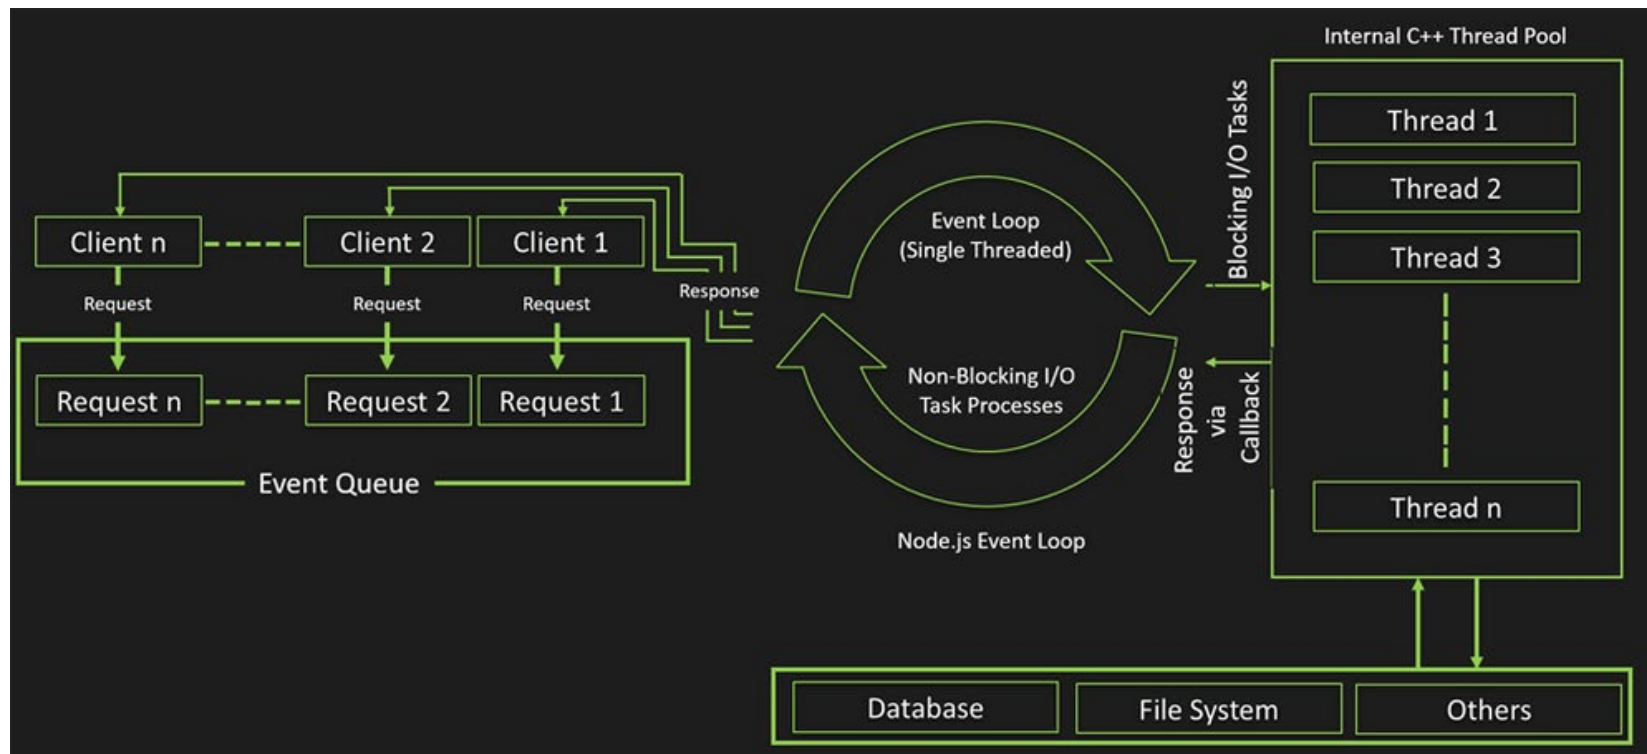 Internal C++ Thread Pool
Client n
Client 2
Client 1
Request
Request
Request
Response
Request n
Request 2
Request 1
Event Queue
Event Loop
(Single Threaded)
Non-Blocking I/O
Task Processes
Node.js Event Loop
Blocking I/O Tasks
Response
via
Callback
Thread 1
Thread 2
Thread 3
Thread n
Database
File System
Others